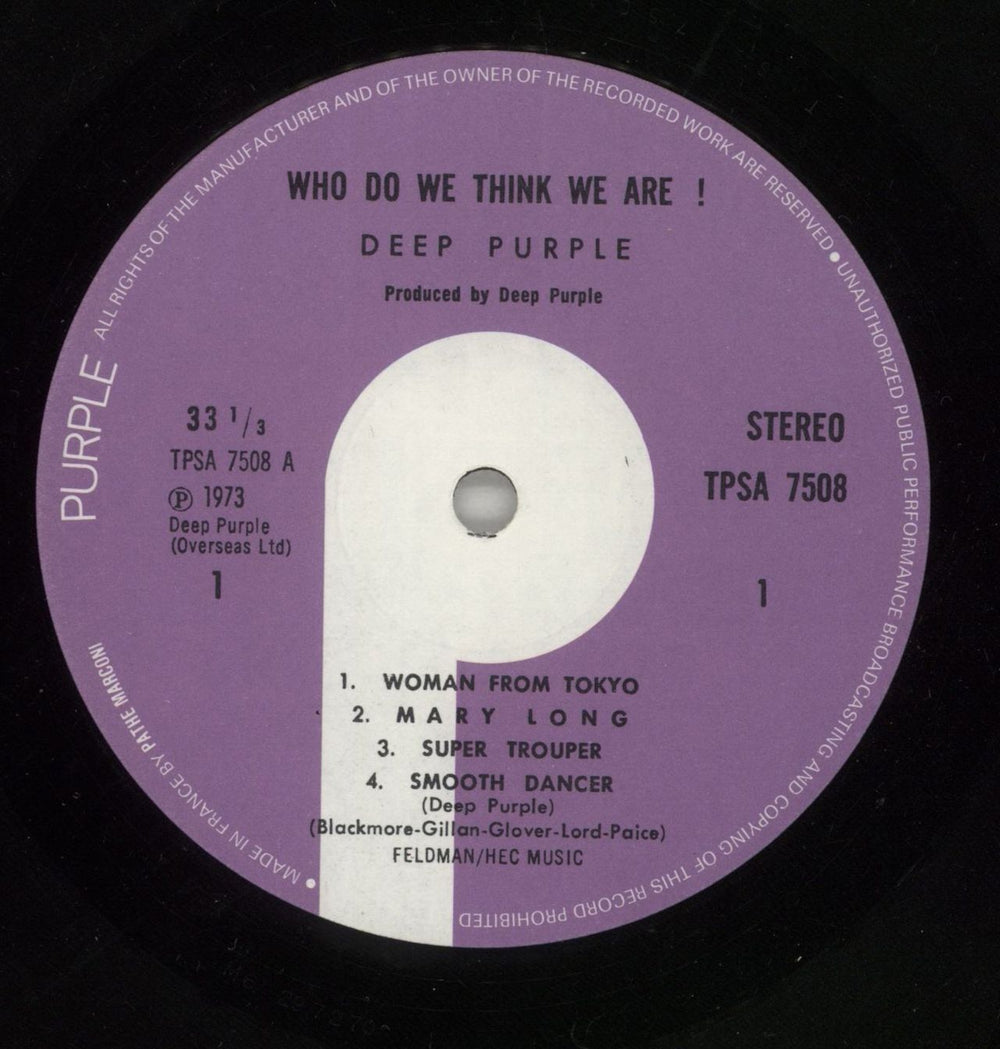 ALL RIGHTS OF THE MANUFACTURER AND OF THE OWNER OF THE RECORDED WORK ARE RESERVED ● UNAUTHORIZED PUBLIC PERFORMANCE BROADCASTING AND COPYING OF THIS RECORD PROHIBITED
PURPLE
WHO DO WE THINK WE ARE !
DEEP PURPLE
Produced by Deep Purple
33 1/3
TPSA 7508 A
Ⓟ 1973
Deep Purple
(Overseas Ltd)
1
STEREO
TPSA 7508
1
1. WOMAN FROM TOKYO
2. MARY LONG
3. SUPER TROUPER
4. SMOOTH DANCER
(Deep Purple)
(Blackmore-Gillan-Glover-Lord-Paice)
FELDMAN/HEC MUSIC
● MADE IN FRANCE BY PATHE MARCONI